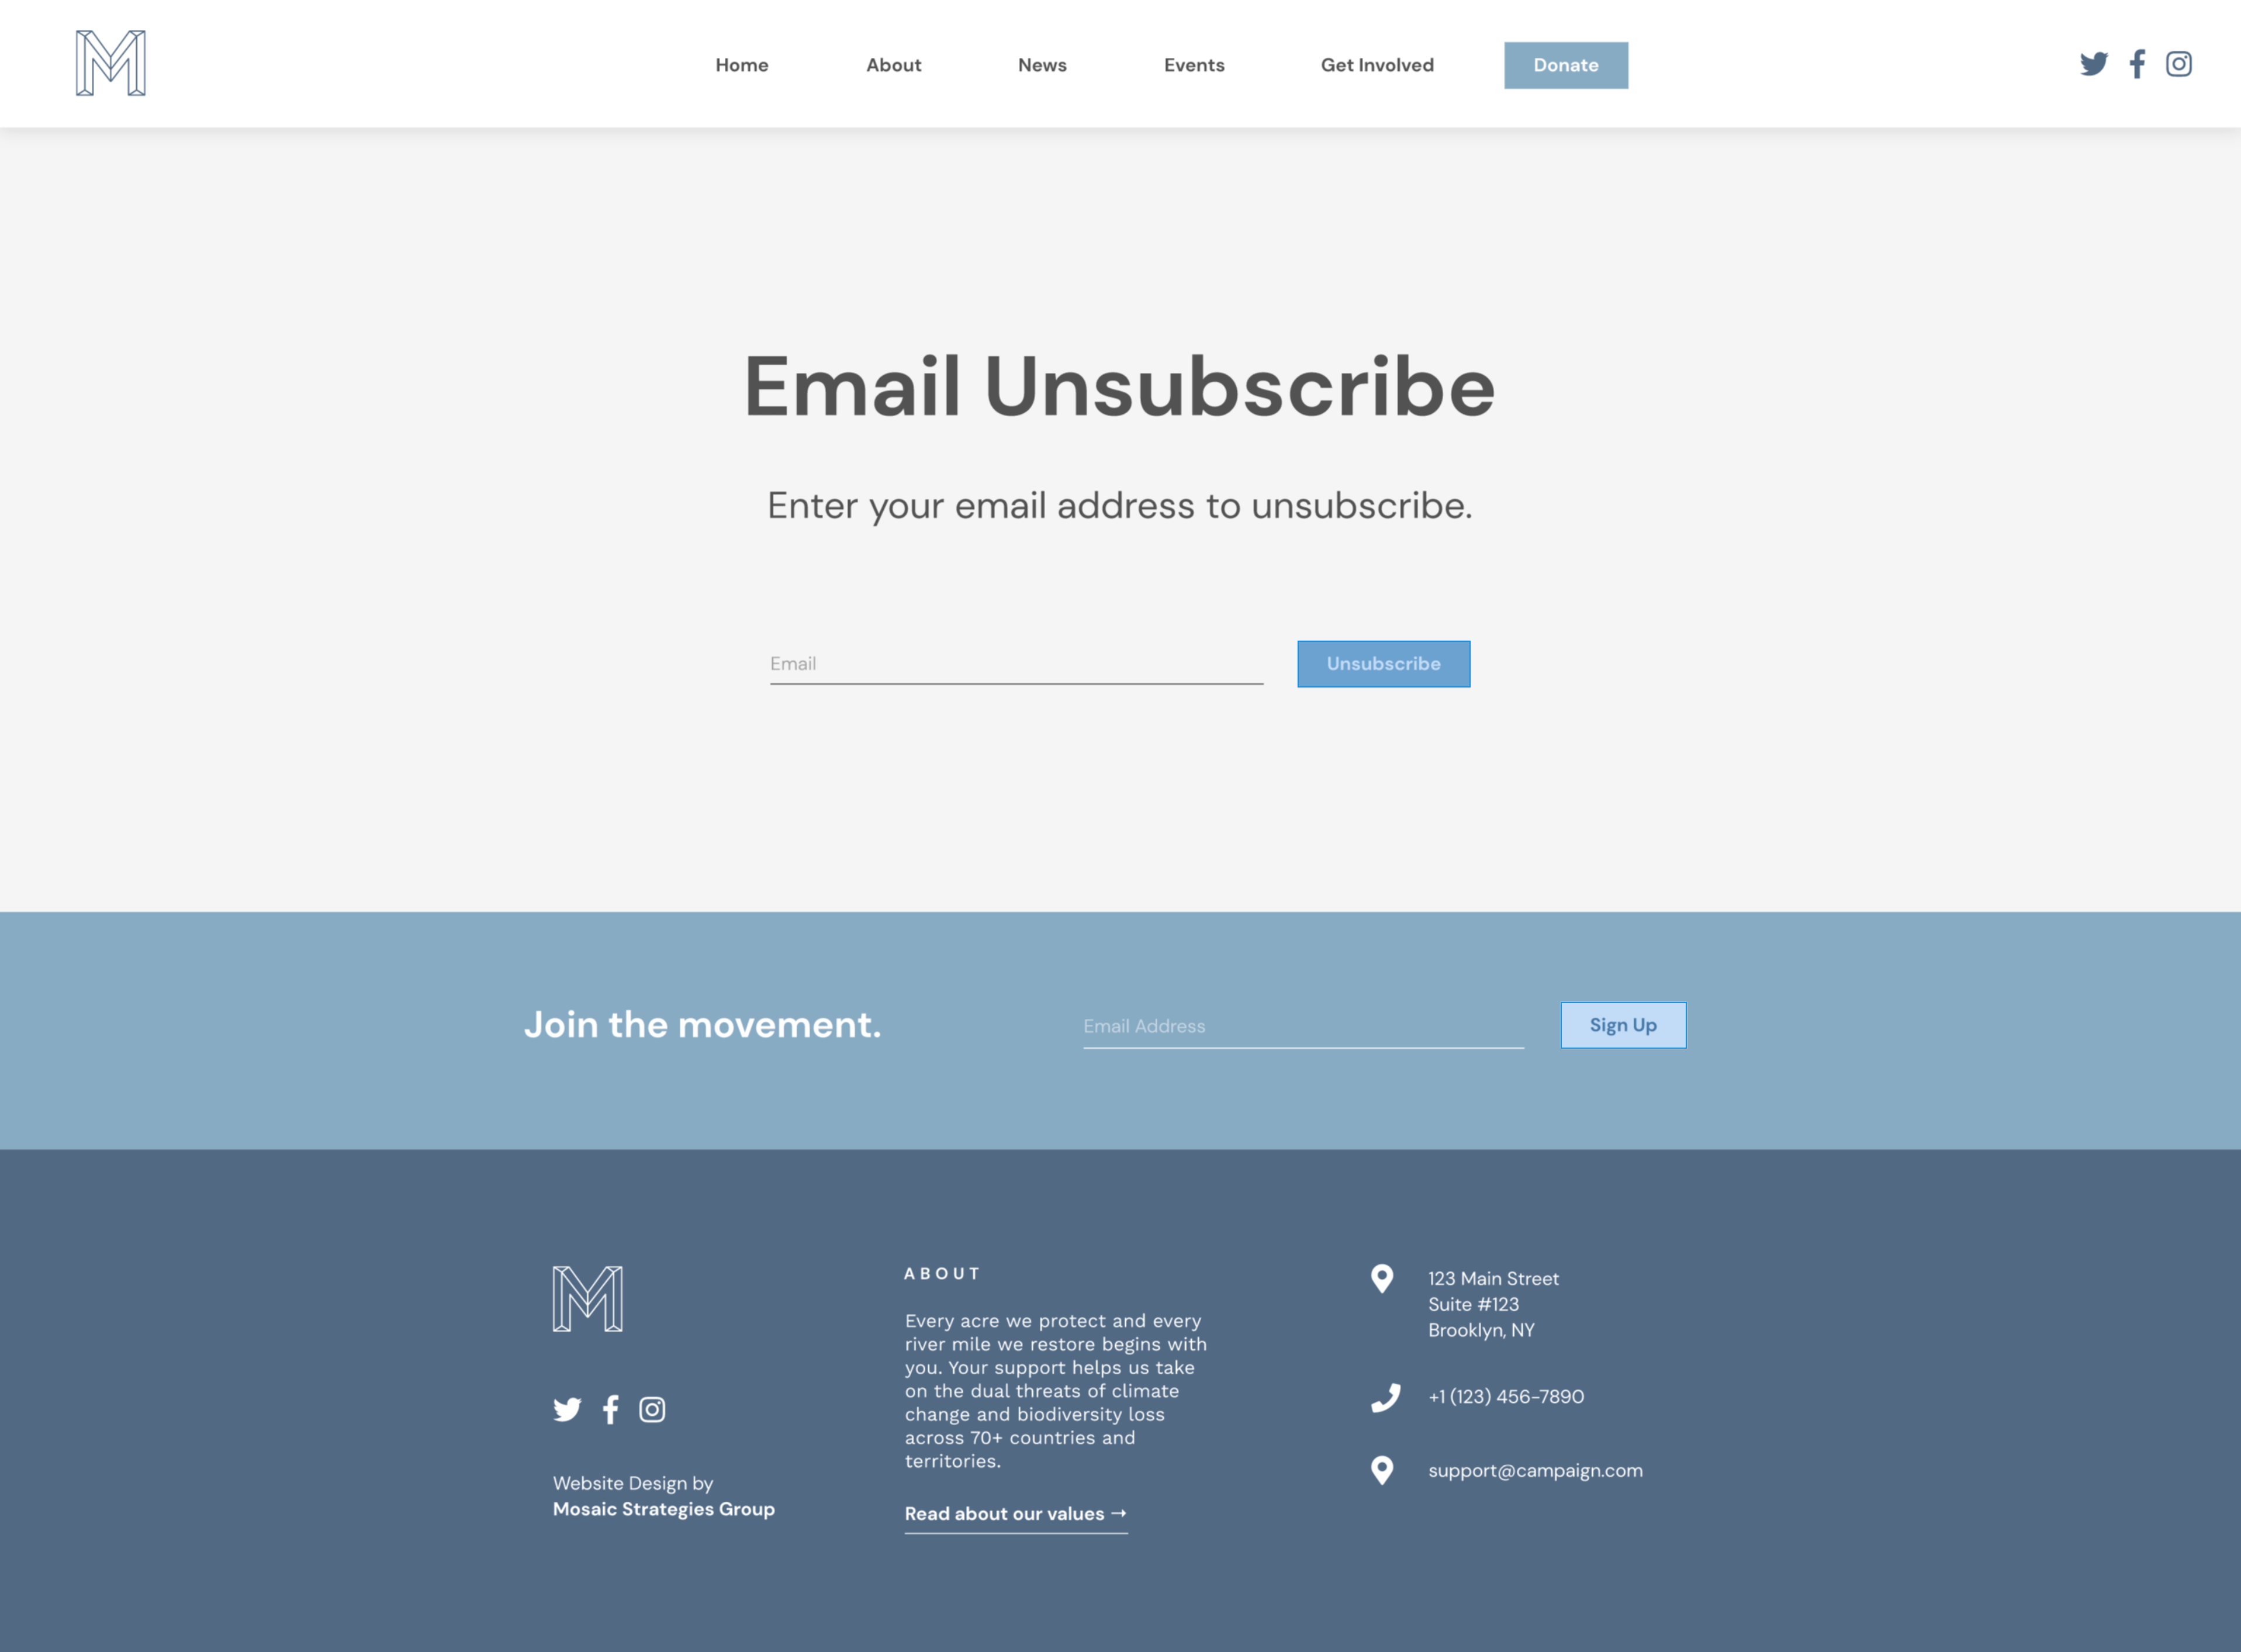 M
Home
About
News
Events
Get Involved
Donate
Email Unsubscribe
Enter your email address to unsubscribe.
Email
Unsubscribe
Join the movement.
Email Address
Sign Up
M
Website Design by
Mosaic Strategies Group
ABOUT
Every acre we protect and every
river mile we restore begins with
you. Your support helps us take
on the dual threats of climate
change and biodiversity loss
across 70+ countries and
territories.
Read about our values →
123 Main Street
Suite #123
Brooklyn, NY
+1 (123) 456-7890
support@campaign.com